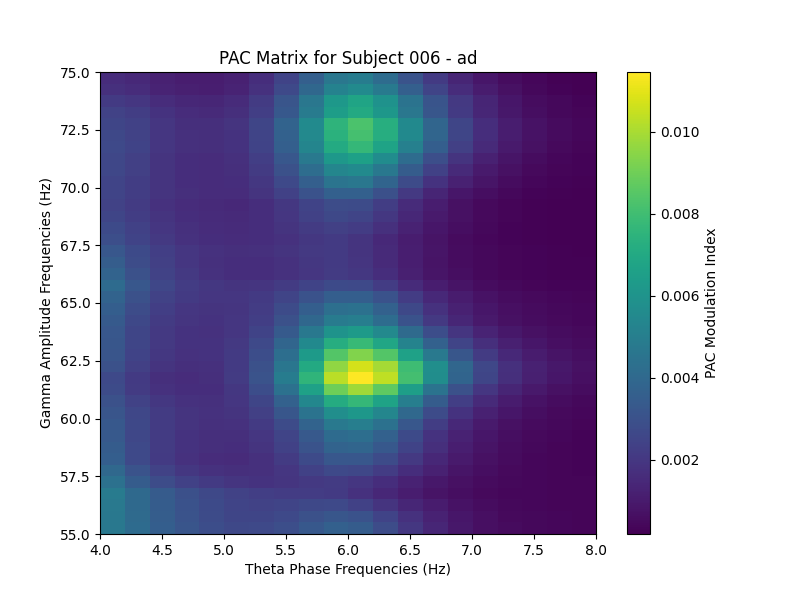 PAC Matrix for Subject 006 - ad
Gamma Amplitude Frequencies (Hz)
75.0
72.5
70.0
67.5
65.0
62.5
60.0
57.5
55.0
4.0 4.5 5.0 5.5 6.0 6.5 7.0 7.5 8.0
Theta Phase Frequencies (Hz)
0.010
0.008
0.006
0.004
0.002
PAC Modulation Index